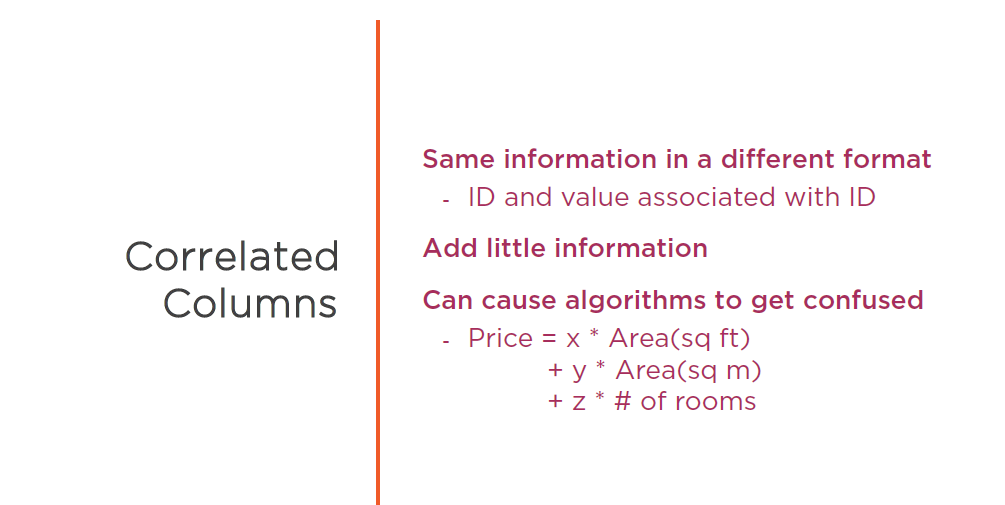 Correlated
Columns
Same information in a different format
- ID and value associated with ID
Add little information
Can cause algorithms to get confused
- Price = x * Area(sq ft)
+ y * Area(sq m)
+ z * # of rooms